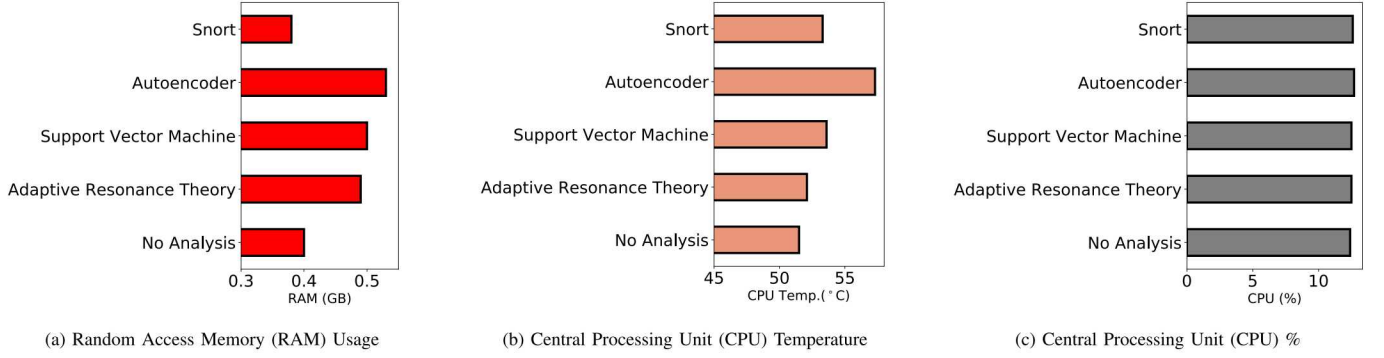 Snort
Autoencoder
Support Vector Machine
Adaptive Resonance Theory
No Analysis
0.3 0.4 0.5
RAM (GB)
(a) Random Access Memory (RAM) Usage
Snort
Autoencoder
Support Vector Machine
Adaptive Resonance Theory
No Analysis
45 50 55
CPU Temp.(°C)
(b) Central Processing Unit (CPU) Temperature
Snort
Autoencoder
Support Vector Machine
Adaptive Resonance Theory
No Analysis
0 5 10
CPU (%)
(c) Central Processing Unit (CPU) %